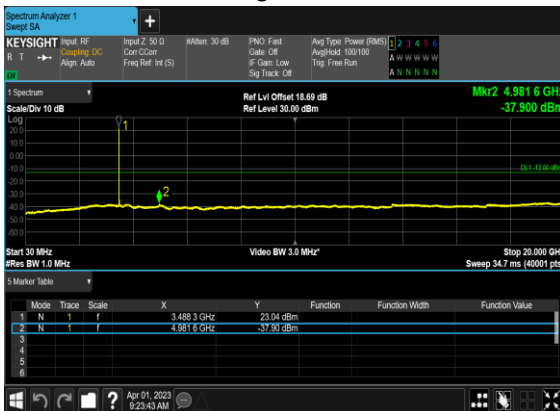 Spectrum Analyzer 1
Swept SA
+
KEYSIGHT Input: RF Input Z: 50 Ω #Atten: 30 dB PNO: Fast Avg Type: Power (RMS) 1 2 3 4 5 6
R T Coupling: DC Corr CCorr Gate: Off Avg|Hold: 100/100 A W W W W W
Align: Auto Freq Ref: Int (S) IF Gain: Low Trig: Free Run
Sig Track: Off A N N N N N
1 Spectrum Ref Lvl Offset 18.69 dB Mkr2 4.981 6 GHz
Scale/Div 10 dB Ref Level 30.00 dBm -37.900 dBm
Log
1
20.0
10.0
0.00
-10.0
DL1 -13.00 dBm
-20.0
-30.0
2
-40.0
-50.0
-60.0
Start 30 MHz Video BW 3.0 MHz* Stop 20.000 GHz
#Res BW 1.0 MHz Sweep 34.7 ms (40001 pts)
5 Marker Table
Mode Trace Scale X Y Function Function Width Function Value
1 N 1 f 3.488 3 GHz 23.04 dBm
2 N 1 f 4.981 6 GHz -37.90 dBm
3
4
5
6
? Apr 01, 2023
9:23:43 AM